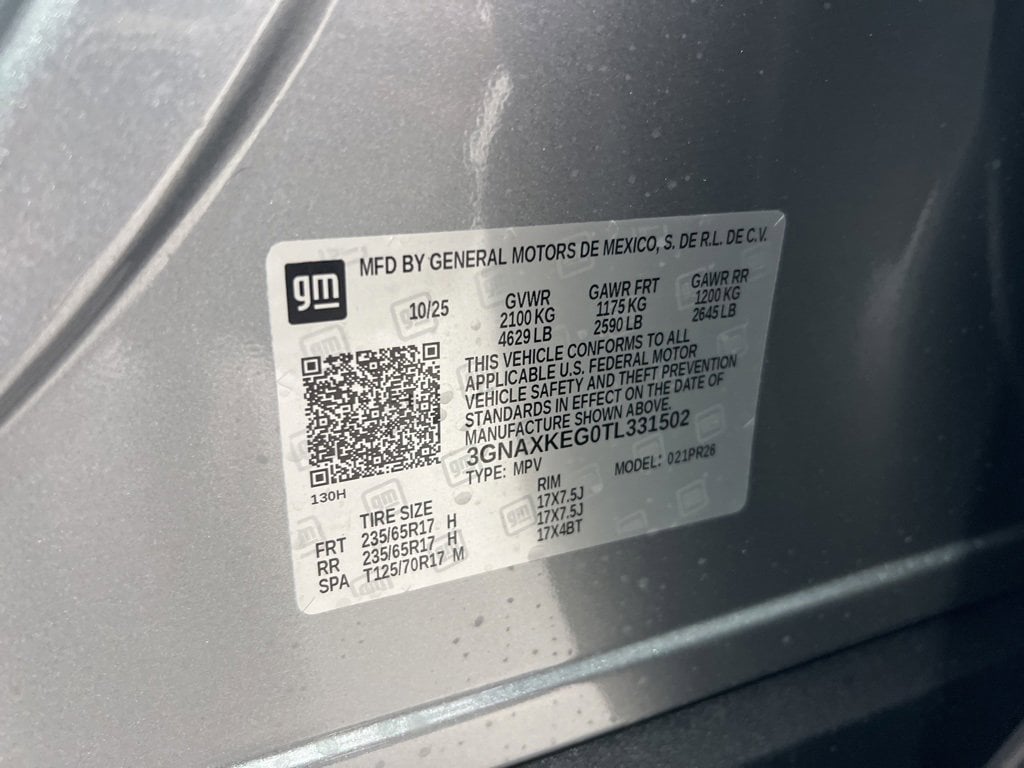 gm
MFD BY GENERAL MOTORS DE MEXICO, S. DE R.L. DE C.V.
10/25
GVWR GAWR FRT GAWR RR
2100 KG 1175 KG 1200 KG
4629 LB 2590 LB 2645 LB
THIS VEHICLE CONFORMS TO ALL
APPLICABLE U.S. FEDERAL MOTOR
VEHICLE SAFETY AND THEFT PREVENTION
STANDARDS IN EFFECT ON THE DATE OF
MANUFACTURE SHOWN ABOVE.
3GNAXKEG0TL331502
TYPE: MPV MODEL: 021PR26
130H
TIRE SIZE RIM
FRT 235/65R17 H 17X7.5J
RR 235/65R17 H 17X7.5J
SPA T125/70R17 M 17X4BT